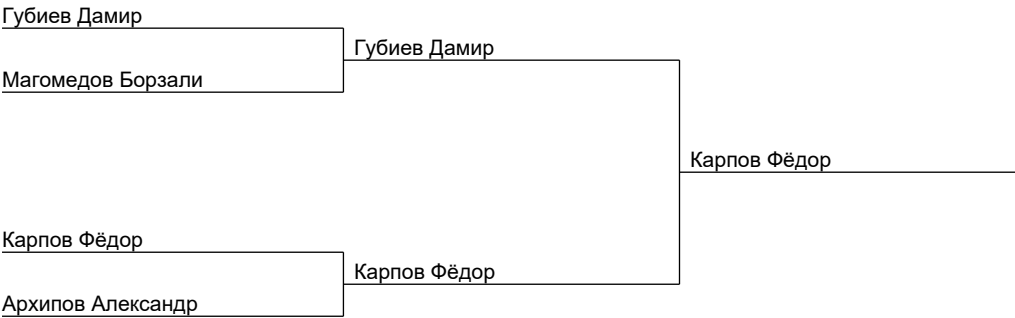 Губиев Дамир
Губиев Дамир
Магомедов Борзали
Карпов Фёдор
Карпов Фёдор
Карпов Фёдор
Архипов Александр